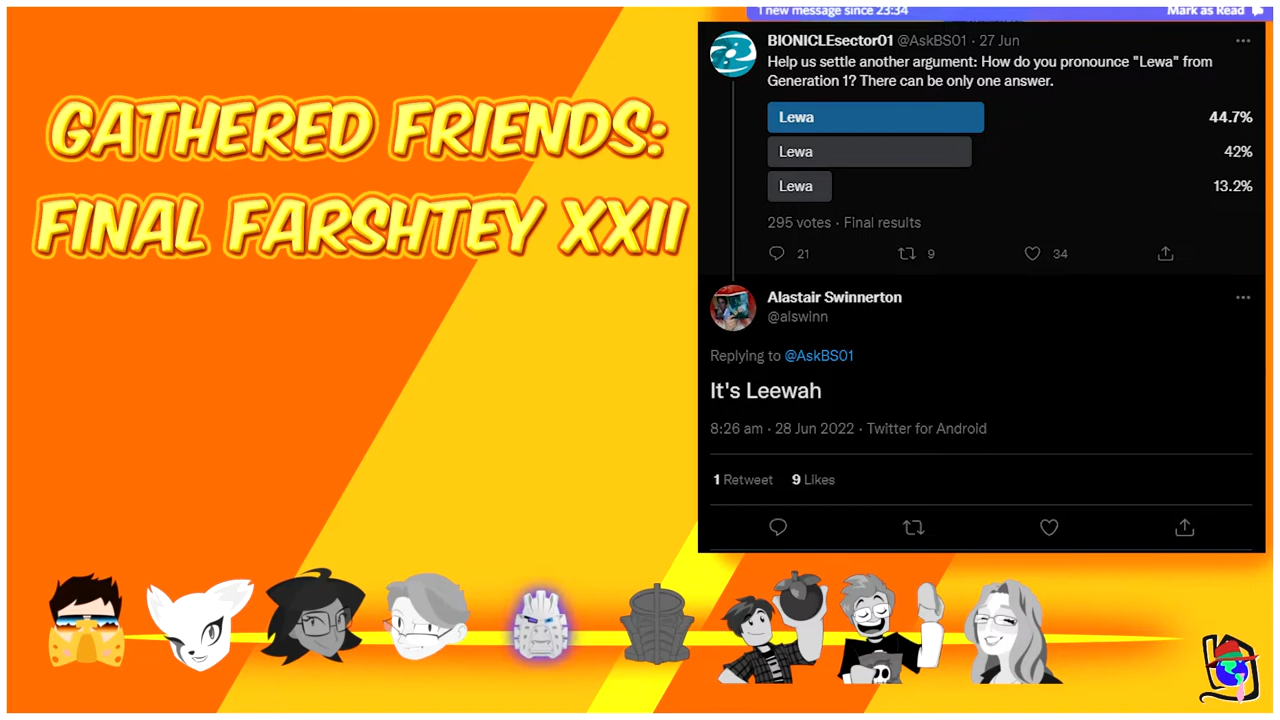 GATHERED FRIENDS:
FINAL FARSHTEY XXII
1 new message since 23:34 Mark as Read
BIONICLEsector01 @AskBS01 · 27 Jun
Help us settle another argument: How do you pronounce "Lewa" from
Generation 1? There can be only one answer.
Lewa 44.7%
Lewa 42%
Lewa 13.2%
295 votes · Final results
21 9 34
Alastair Swinnerton
@alswinn
Replying to @AskBS01
It's Leewah
8:26 am · 28 Jun 2022 · Twitter for Android
1 Retweet 9 Likes